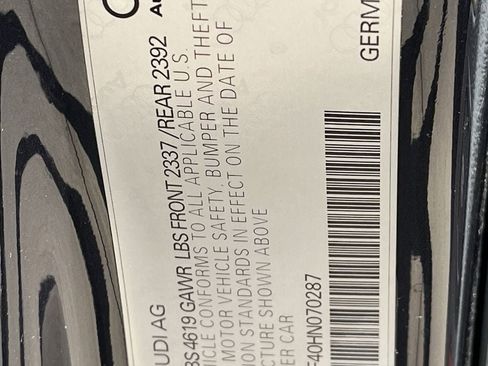 UDI AG
BS 4619 GAWR LBS FRONT 2337 /REAR 2392
HICLE CONFORMS TO ALL APPLICABLE U.S.
MOTOR VEHICLE SAFETY, BUMPER AND THEFT
ION STANDARDS IN EFFECT ON THE DATE OF
CTURE SHOWN ABOVE
ER CAR
F40HN070287
GERM